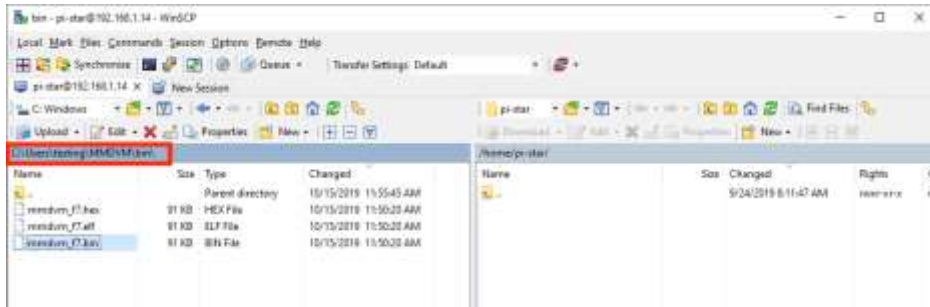 bin - pi-star@192.168.1.14 - WinSCP
Local Mark Files Commands Session Options Remote Help
Synchronize Queue Transfer Settings Default
pi-star@192.168.1.14 New Session
C: Windows pi-star Find Files
Upload Edit Properties New Download Edit Properties New
C:\Users\testing\MMDVM\bin\ /home/pi-star/
Name Size Type Changed Name Size Changed Rights
.. Parent directory 10/15/2019 11:55:45 AM .. 9/24/2019 8:11:47 AM rwxr-xr-x
mmdvm_f7.hex 91 KB HEX File 10/15/2019 11:50:20 AM
mmdvm_f7.elf 91 KB ELF File 10/15/2019 11:50:20 AM
mmdvm_f7.bin 91 KB BIN File 10/15/2019 11:50:20 AM